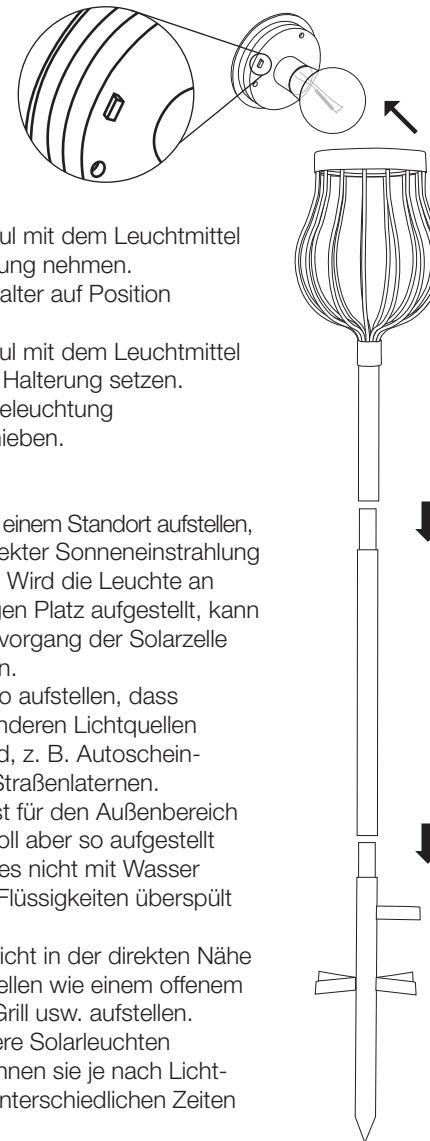 ul mit dem Leuchtmittel
ung nehmen.
alter auf Position
ul mit dem Leuchtmittel
Halterung setzen.
eleuchtung
ieben.
einem Standort aufstellen,
ekter Sonneneinstrahlung
Wird die Leuchte an
gen Platz aufgestellt, kann
vorgang der Solarzelle
n.
o aufstellen, dass
nderen Lichtquellen
d, z. B. Autoschein-
Straßenlaternen.
st für den Außenbereich
oll aber so aufgestellt
es nicht mit Wasser
Flüssigkeiten überspült
icht in der direkten Nähe
ellen wie einem offenem
Grill usw. aufstellen.
ere Solarleuchten
nnen sie je nach Licht-
nterschiedlichen Zeiten